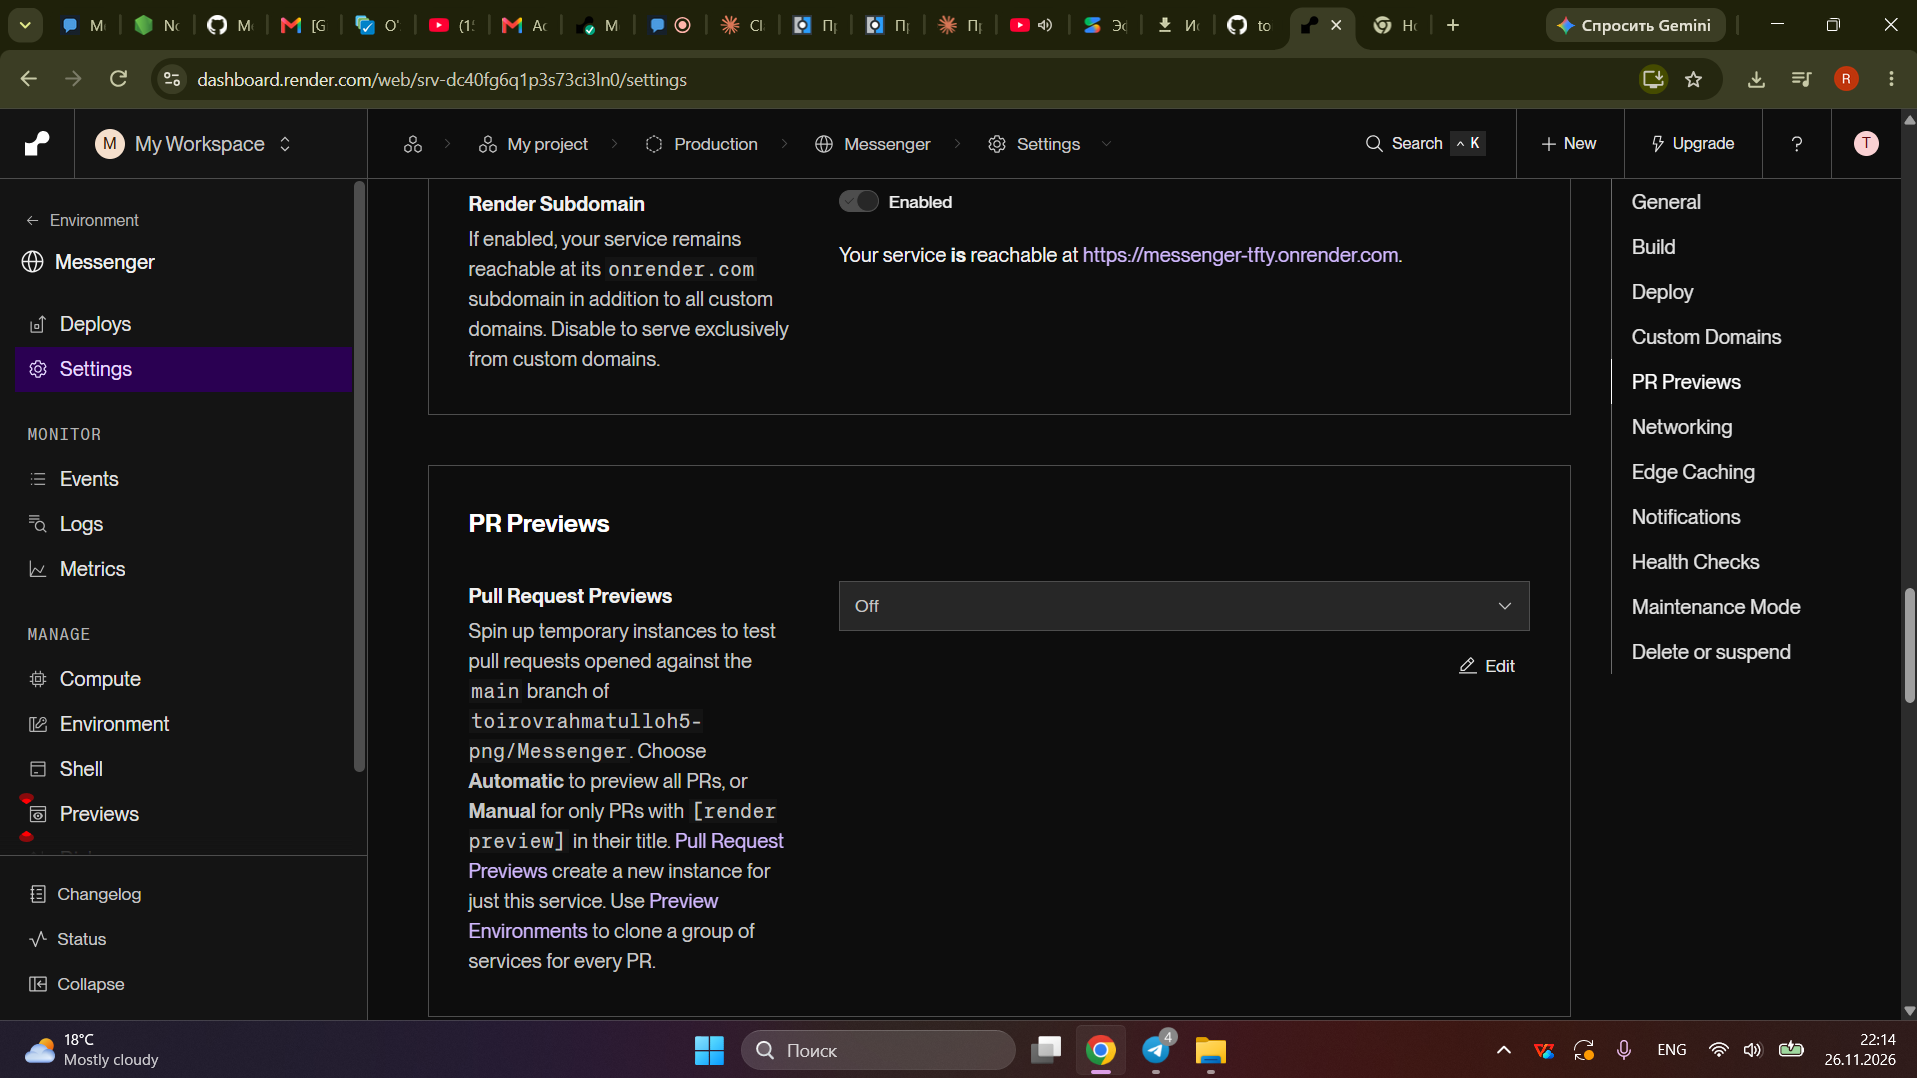 [G
(1
Спросить Gemini
dashboard.render.com/web/srv-dc40fg6q1p3s73ci3ln0/settings
R
M My Workspace
My project
Production
Messenger
Settings
Search ^ K
+ New
Upgrade
?
T
← Environment
Messenger
Deploys
Settings
MONITOR
Events
Logs
Metrics
MANAGE
Compute
Environment
Shell
Previews
Changelog
Status
Collapse
Render Subdomain
If enabled, your service remains
reachable at its onrender.com
subdomain in addition to all custom
domains. Disable to serve exclusively
from custom domains.
Enabled
Your service is reachable at https://messenger-tfty.onrender.com.
PR Previews
Pull Request Previews
Spin up temporary instances to test
pull requests opened against the
main branch of
toirovrahmatulloh5-
png/Messenger. Choose
Automatic to preview all PRs, or
Manual for only PRs with [render
preview] in their title. Pull Request
Previews create a new instance for
just this service. Use Preview
Environments to clone a group of
services for every PR.
Off
Edit
General
Build
Deploy
Custom Domains
PR Previews
Networking
Edge Caching
Notifications
Health Checks
Maintenance Mode
Delete or suspend
18°C
Mostly cloudy
Поиск
4
ENG
22:14
26.11.2026